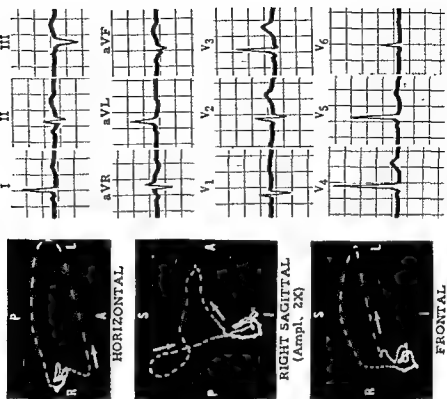 I
II
III
aVR
aVL
aVF
V1
V2
V3
V4
V5
V6
P
R
L
A
HORIZONTAL
S
P
A
I
RIGHT SAGITTAL
(Ampl. 2X)
S
R
L
I
FRONTAL